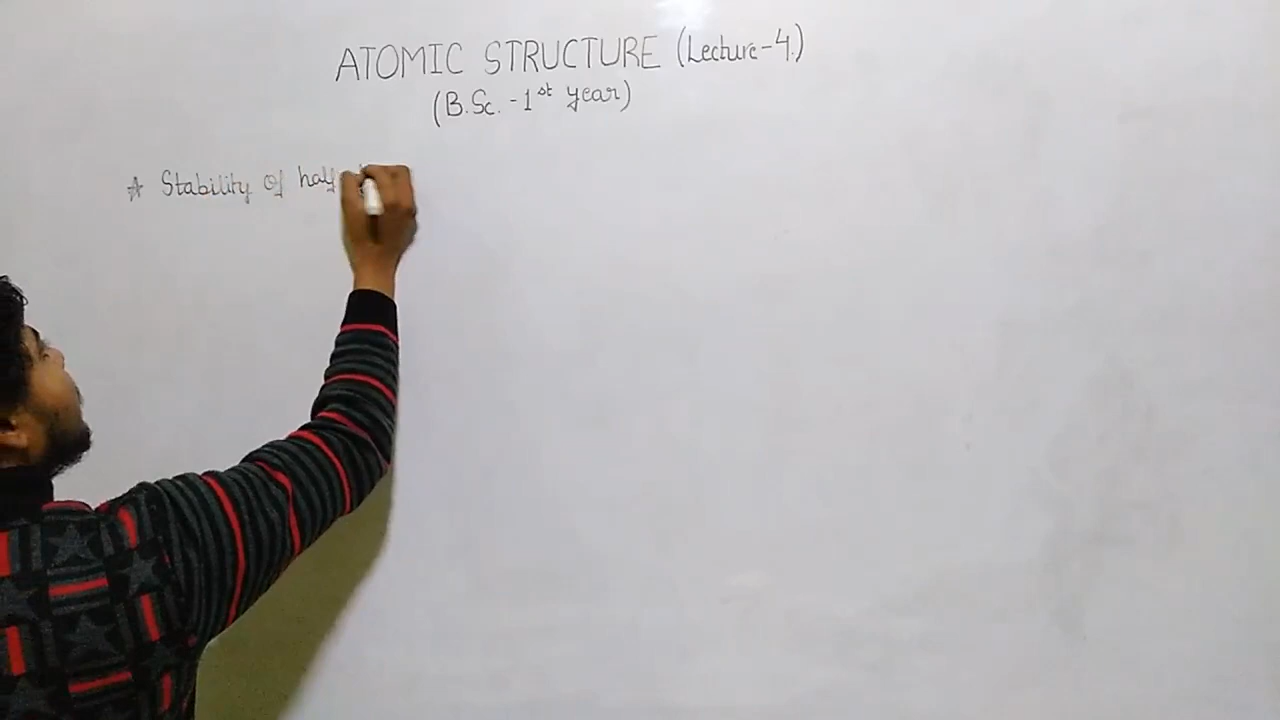 ATOMIC STRUCTURE (Lecture-4.)
(B.Sc. - 1st year)
☆ Stability of half